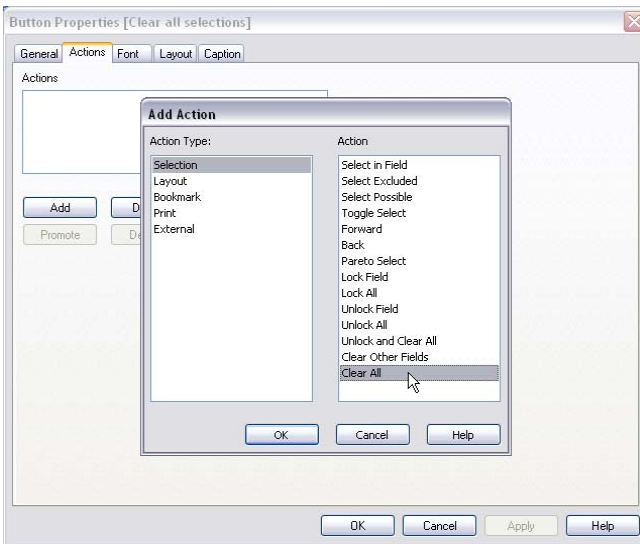 Button Properties [Clear all selections]
General Actions Font Layout Caption
Actions
Add Action
Action Type: Action
Selection
Layout
Bookmark
Print
External
Select in Field
Select Excluded
Select Possible
Toggle Select
Forward
Back
Pareto Select
Lock Field
Lock All
Unlock Field
Unlock All
Unlock and Clear All
Clear Other Fields
Clear All
Add D
Promote De
OK Cancel Help
OK Cancel Apply Help